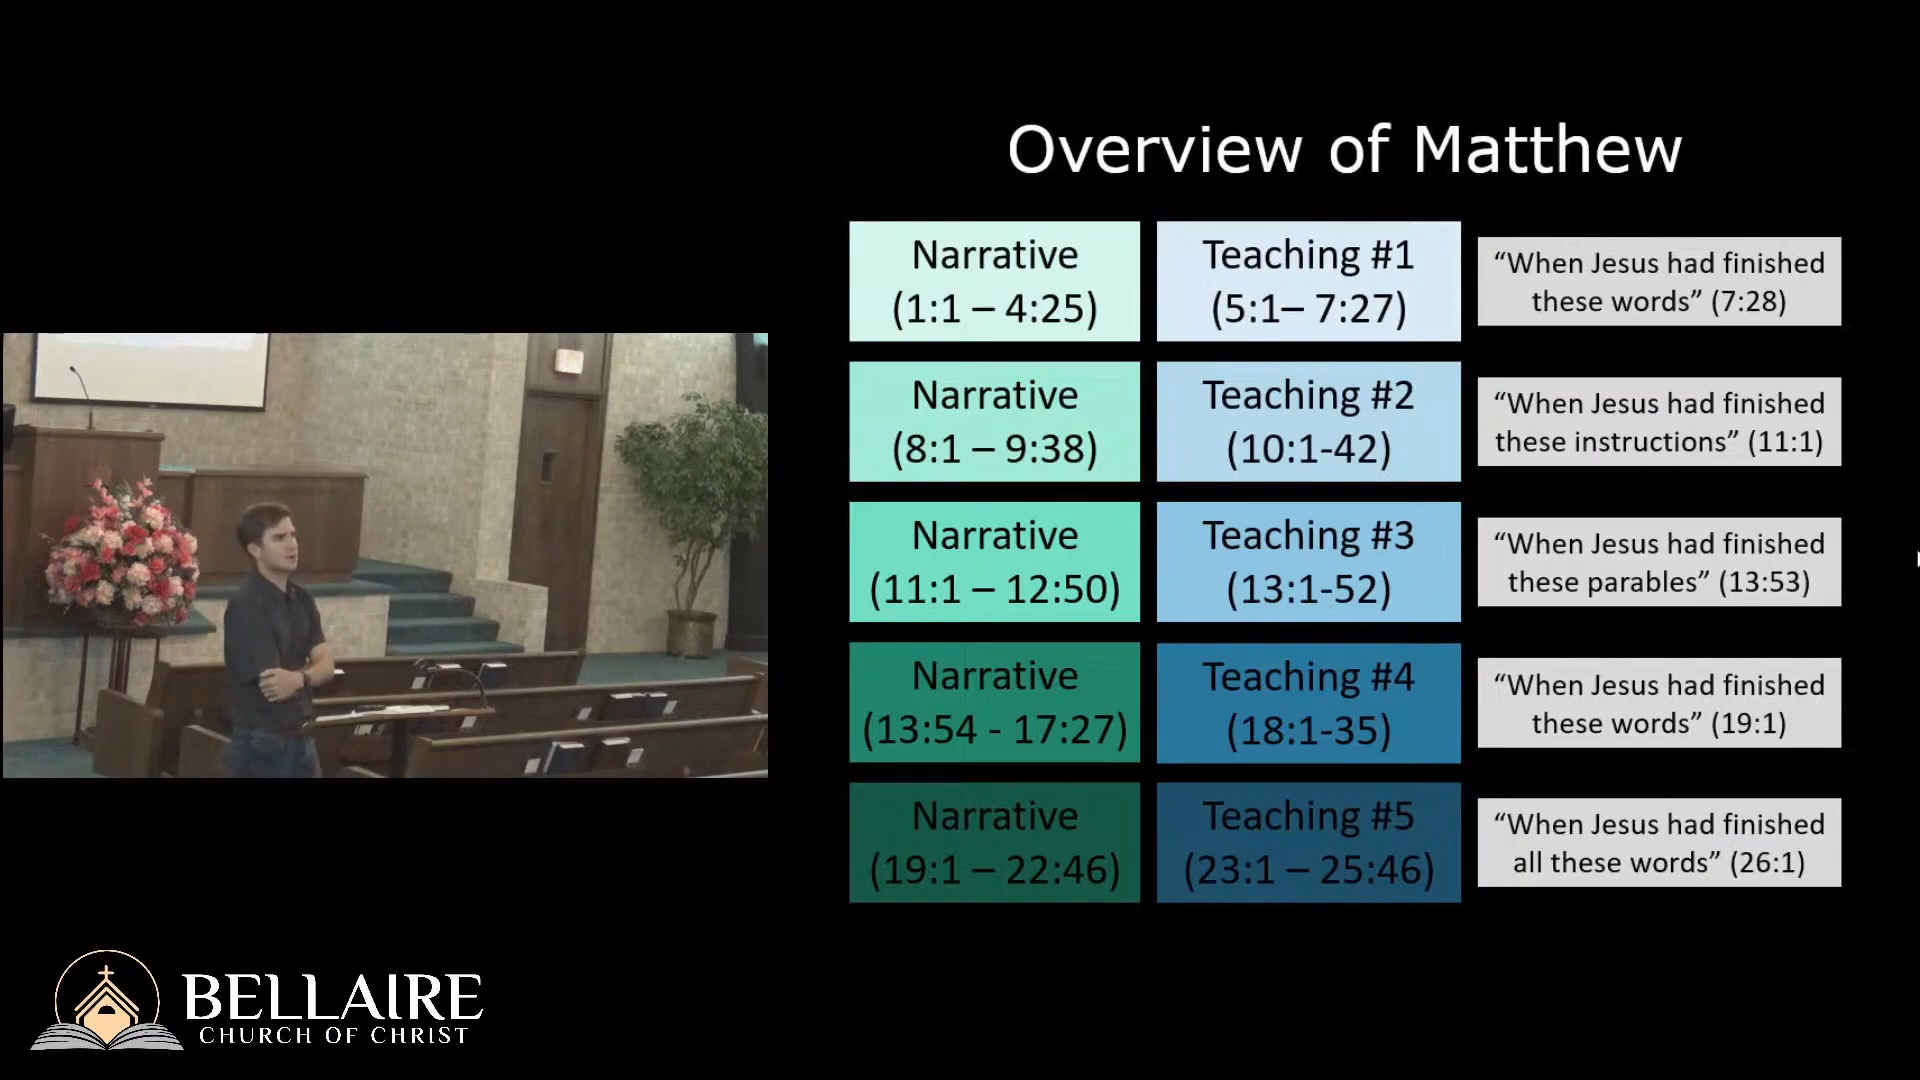 Overview of Matthew
Narrative
(1:1 – 4:25)
Teaching #1
(5:1– 7:27)
“When Jesus had finished
these words” (7:28)
Narrative
(8:1 – 9:38)
Teaching #2
(10:1-42)
“When Jesus had finished
these instructions” (11:1)
Narrative
(11:1 – 12:50)
Teaching #3
(13:1-52)
“When Jesus had finished
these parables” (13:53)
Narrative
(13:54 - 17:27)
Teaching #4
(18:1-35)
“When Jesus had finished
these words” (19:1)
Narrative
(19:1 – 22:46)
Teaching #5
(23:1 – 25:46)
“When Jesus had finished
all these words” (26:1)
BELLAIRE
CHURCH OF CHRIST